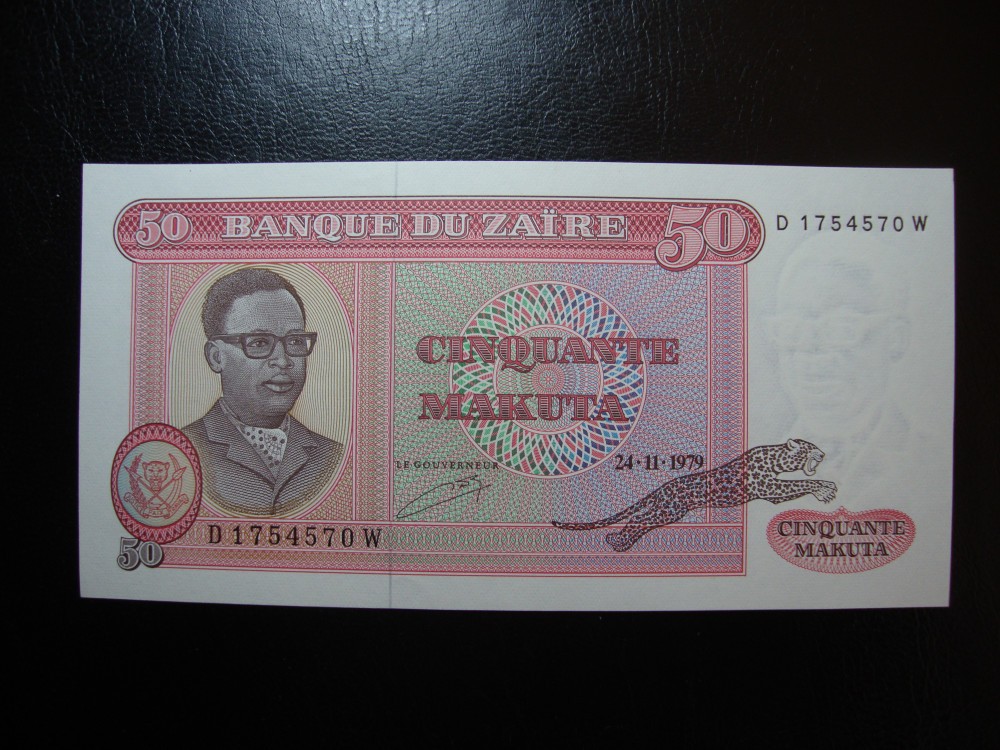 50 BANQUE DU ZAÏRE 50
D 1754570 W
CINQUANTE
MAKUTA
LE GOUVERNEUR
24·11·1979
D 1754570 W
50
CINQUANTE
MAKUTA